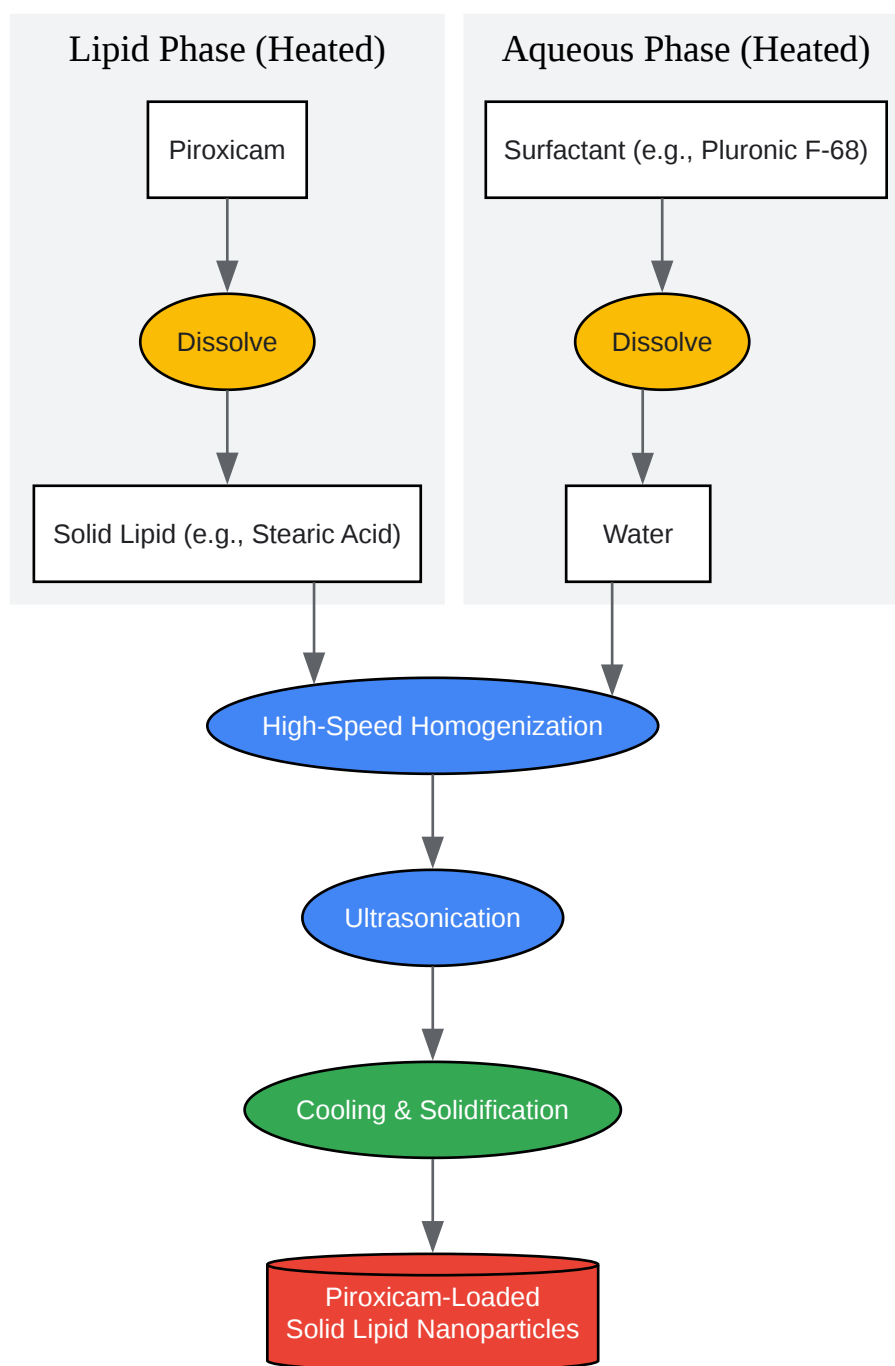 Lipid Phase (Heated)
Piroxicam
Dissolve
Solid Lipid (e.g., Stearic Acid)
Aqueous Phase (Heated)
Surfactant (e.g., Pluronic F-68)
Dissolve
Water
High-Speed Homogenization
Ultrasonication
Cooling & Solidification
Piroxicam-Loaded
Solid Lipid Nanoparticles